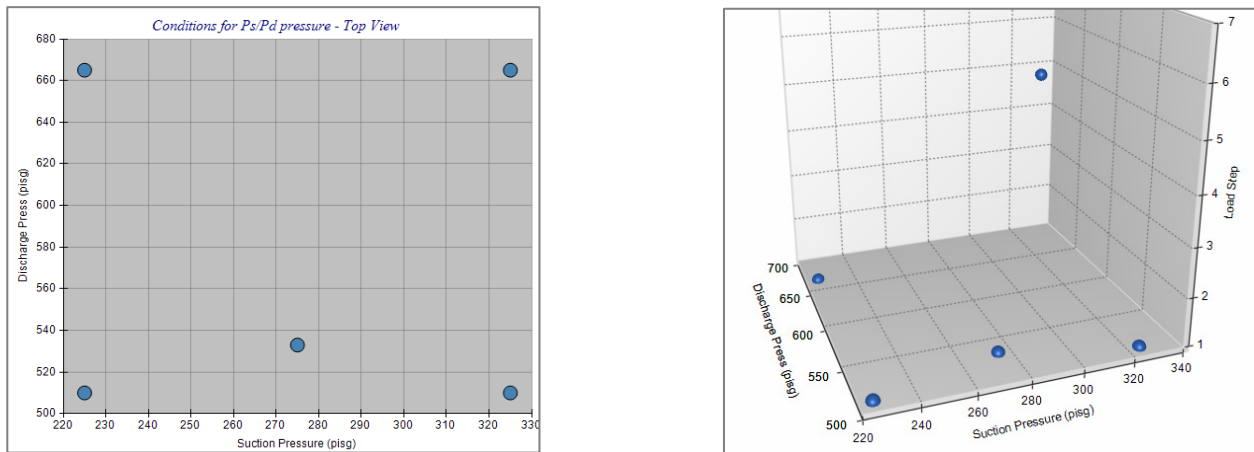 Conditions for Ps/Pd pressure - Top View
680
660
640
620
600
580
560
540
520
500
Discharge Press (pisg)
220 230 240 250 260 270 280 290 300 310 320 330
Suction Pressure (pisg)
7
6
5
4
3
2
1
Load Step
700
650
600
550
500
Discharge Press (pisg)
220 240 260 280 300 320 340
Suction Pressure (pisg)